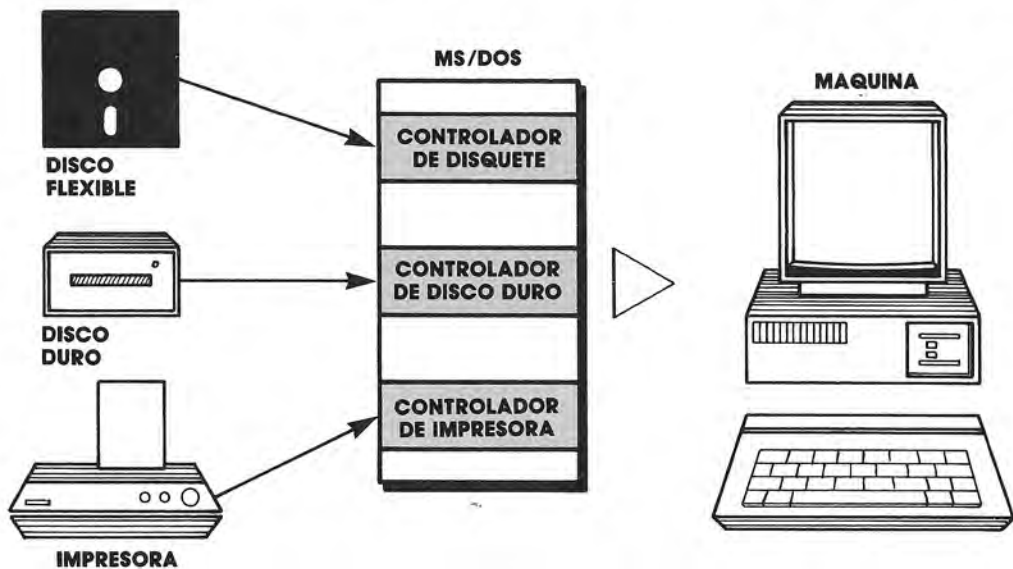 MS/DOS
MAQUINA
DISCO
FLEXIBLE
CONTROLADOR
DE DISQUETE
DISCO
DURO
CONTROLADOR
DE DISCO DURO
IMPRESORA
CONTROLADOR
DE IMPRESORA